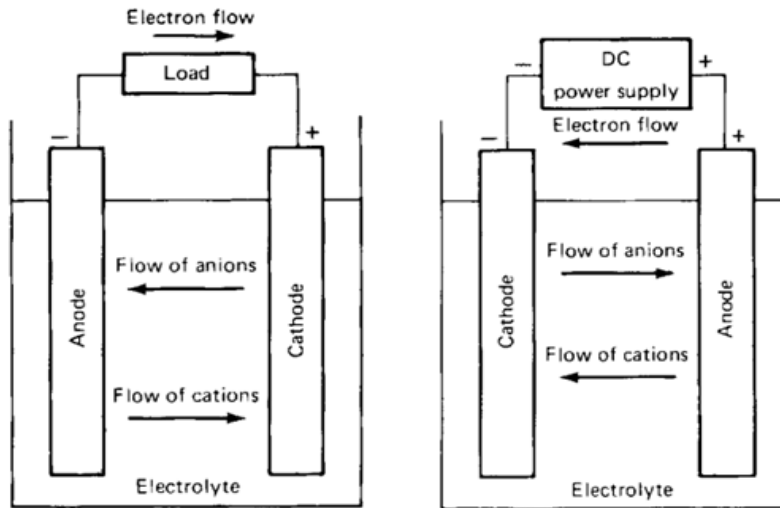 Electron flow
Load
−
+
Anode
Cathode
Flow of anions
Flow of cations
Electrolyte
−
DC
power supply
+
Electron flow
−
+
Cathode
Anode
Flow of anions
Flow of cations
Electrolyte